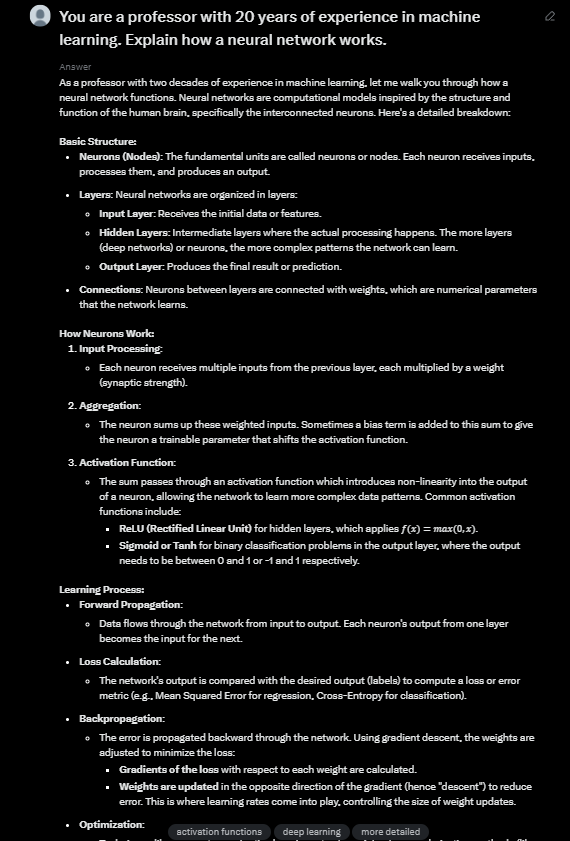 You are a professor with 20 years of experience in machine
learning. Explain how a neural network works.
Answer
As a professor with two decades of experience in machine learning, let me walk you through how a
neural network functions. Neural networks are computational models inspired by the structure and
function of the human brain, specifically the interconnected neurons. Here's a detailed breakdown:
Basic Structure:
• Neurons (Nodes): The fundamental units are called neurons or nodes. Each neuron receives inputs,
processes them, and produces an output.
• Layers: Neural networks are organized in layers:
◦ Input Layer: Receives the initial data or features.
◦ Hidden Layers: Intermediate layers where the actual processing happens. The more layers
(deep networks) or neurons, the more complex patterns the network can learn.
◦ Output Layer: Produces the final result or prediction.
• Connections: Neurons between layers are connected with weights, which are numerical parameters
that the network learns.
How Neurons Work:
1. Input Processing:
◦ Each neuron receives multiple inputs from the previous layer, each multiplied by a weight
(synaptic strength).
2. Aggregation:
◦ The neuron sums up these weighted inputs. Sometimes a bias term is added to this sum to give
the neuron a trainable parameter that shifts the activation function.
3. Activation Function:
◦ The sum passes through an activation function which introduces non-linearity into the output
of a neuron, allowing the network to learn more complex data patterns. Common activation
functions include:
▪ ReLU (Rectified Linear Unit) for hidden layers, which applies f(x) = max(0,x).
▪ Sigmoid or Tanh for binary classification problems in the output layer, where the output
needs to be between 0 and 1 or -1 and 1 respectively.
Learning Process:
• Forward Propagation:
◦ Data flows through the network from input to output. Each neuron's output from one layer
becomes the input for the next.
• Loss Calculation:
◦ The network's output is compared with the desired output (labels) to compute a loss or error
metric (e.g., Mean Squared Error for regression, Cross-Entropy for classification).
• Backpropagation:
◦ The error is propagated backward through the network. Using gradient descent, the weights are
adjusted to minimize the loss:
▪ Gradients of the loss with respect to each weight are calculated.
▪ Weights are updated in the opposite direction of the gradient (hence "descent") to reduce
error. This is where learning rates come into play, controlling the size of weight updates.
• Optimization:
activation functions deep learning more detailed